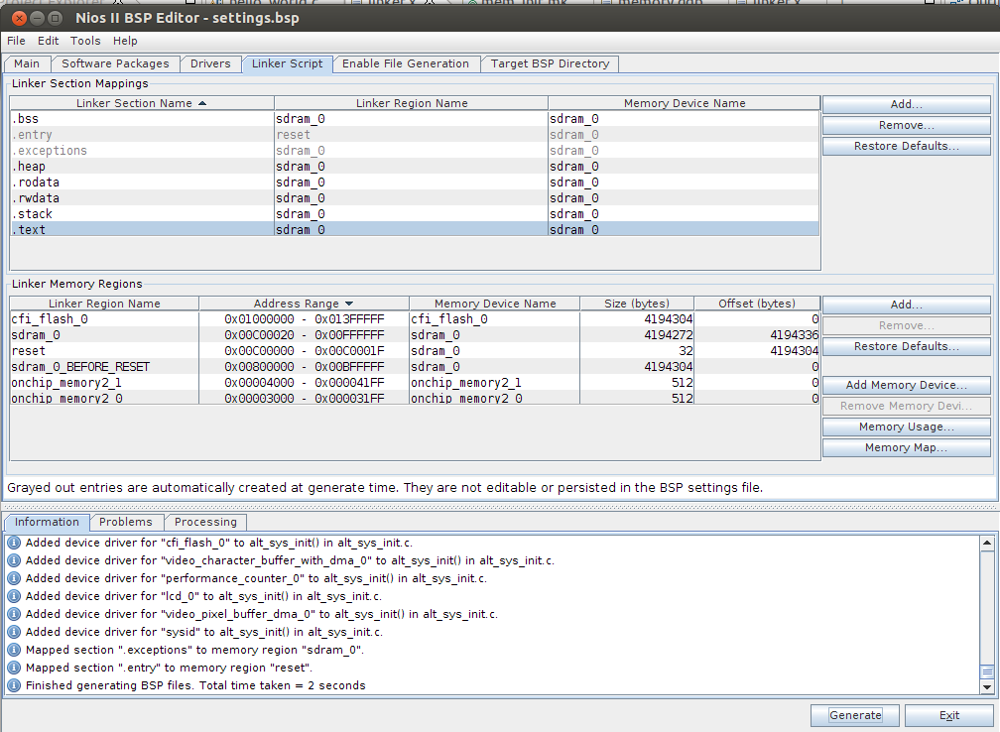 Nios II BSP Editor - settings.bsp
File Edit Tools Help
Main Software Packages Drivers Linker Script Enable File Generation Target BSP Directory
Linker Section Mappings
Linker Section Name Linker Region Name Memory Device Name
.bss sdram_0 sdram_0
.entry reset sdram_0
.exceptions sdram_0 sdram_0
.heap sdram_0 sdram_0
.rodata sdram_0 sdram_0
.rwdata sdram_0 sdram_0
.stack sdram_0 sdram_0
.text sdram_0 sdram_0
Add...
Remove...
Restore Defaults...
Linker Memory Regions
Linker Region Name Address Range Memory Device Name Size (bytes) Offset (bytes)
cfi_flash_0 0x01000000 - 0x013FFFFF cfi_flash_0 4194304 0
sdram_0 0x00C00020 - 0x00FFFFFF sdram_0 4194272 4194336
reset 0x00C00000 - 0x00C0001F sdram_0 32 4194304
sdram_0_BEFORE_RESET 0x00800000 - 0x00BFFFFF sdram_0 4194304 0
onchip_memory2_1 0x00004000 - 0x000041FF onchip_memory2_1 512 0
onchip_memory2_0 0x00003000 - 0x000031FF onchip_memory2_0 512 0
Add...
Remove...
Restore Defaults...
Add Memory Device...
Remove Memory Devi...
Memory Usage...
Memory Map...
Grayed out entries are automatically created at generate time. They are not editable or persisted in the BSP settings file.
Information Problems Processing
Added device driver for "cfi_flash_0" to alt_sys_init() in alt_sys_init.c.
Added device driver for "video_character_buffer_with_dma_0" to alt_sys_init() in alt_sys_init.c.
Added device driver for "performance_counter_0" to alt_sys_init() in alt_sys_init.c.
Added device driver for "lcd_0" to alt_sys_init() in alt_sys_init.c.
Added device driver for "video_pixel_buffer_dma_0" to alt_sys_init() in alt_sys_init.c.
Added device driver for "sysid" to alt_sys_init() in alt_sys_init.c.
Mapped section ".exceptions" to memory region "sdram_0".
Mapped section ".entry" to memory region "reset".
Finished generating BSP files. Total time taken = 2 seconds
Generate Exit